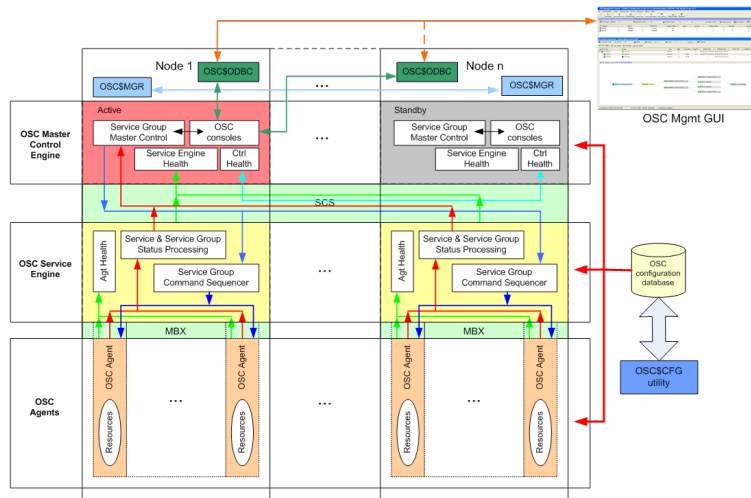 Node 1
Node n
OSC$ODBC
OSC$ODBC
OSC$MGR
...
OSC$MGR
OSC Mgmt GUI
OSC Master
Control
Engine
Active
Service Group
Master Control
OSC
consoles
Service Engine
Health
Ctrl
Health
...
Standby
Service Group
Master Control
OSC
consoles
Service Engine
Health
Ctrl
Health
SCS
OSC Service
Engine
Agt Health
Service & Service Group
Status Processing
Service Group
Command Sequencer
...
Agt Health
Service & Service Group
Status Processing
Service Group
Command Sequencer
OSC
configuration
database
MBX
MBX
OSC$CFG
utility
OSC
Agents
OSC Agent
Resources
...
OSC Agent
Resources
...
OSC Agent
Resources
...
OSC Agent
Resources